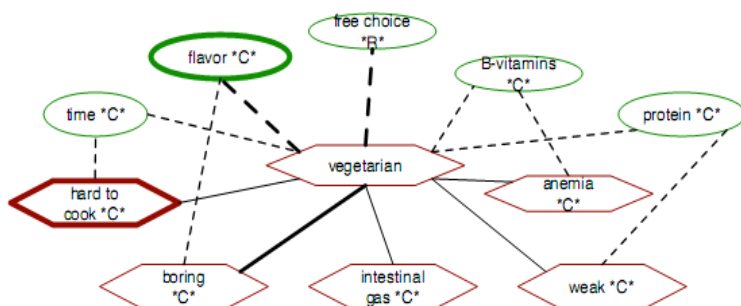 free choice
*R*
flavor *C*
B-vitamins
*C*
time *C*
protein *C*
vegetarian
hard to
cook *C*
anemia
*C*
boring
*C*
intestinal
gas *C*
weak *C*